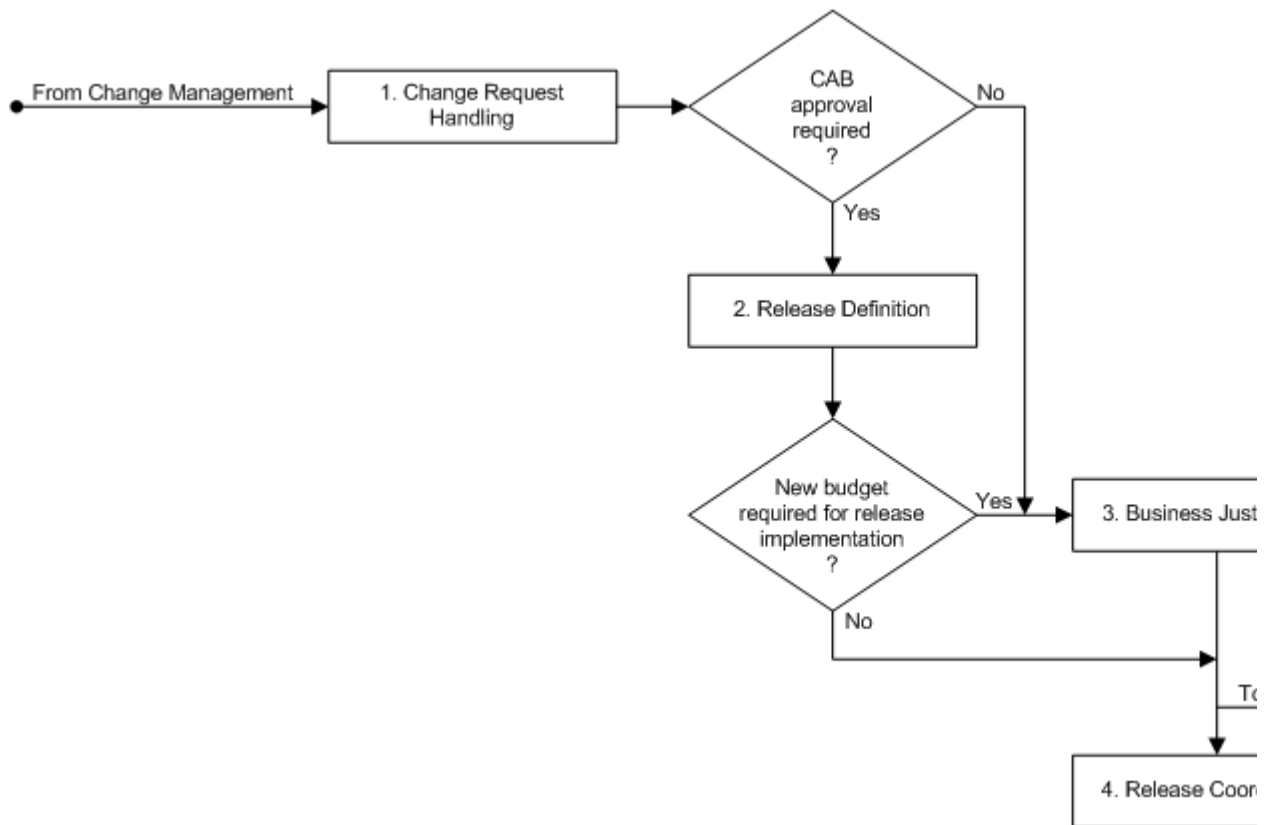 From Change Management
1. Change Request
Handling
CAB
approval
required
?
No
Yes
2. Release Definition
New budget
required for release
implementation
?
Yes
3. Business Just
No
To
4. Release Coor